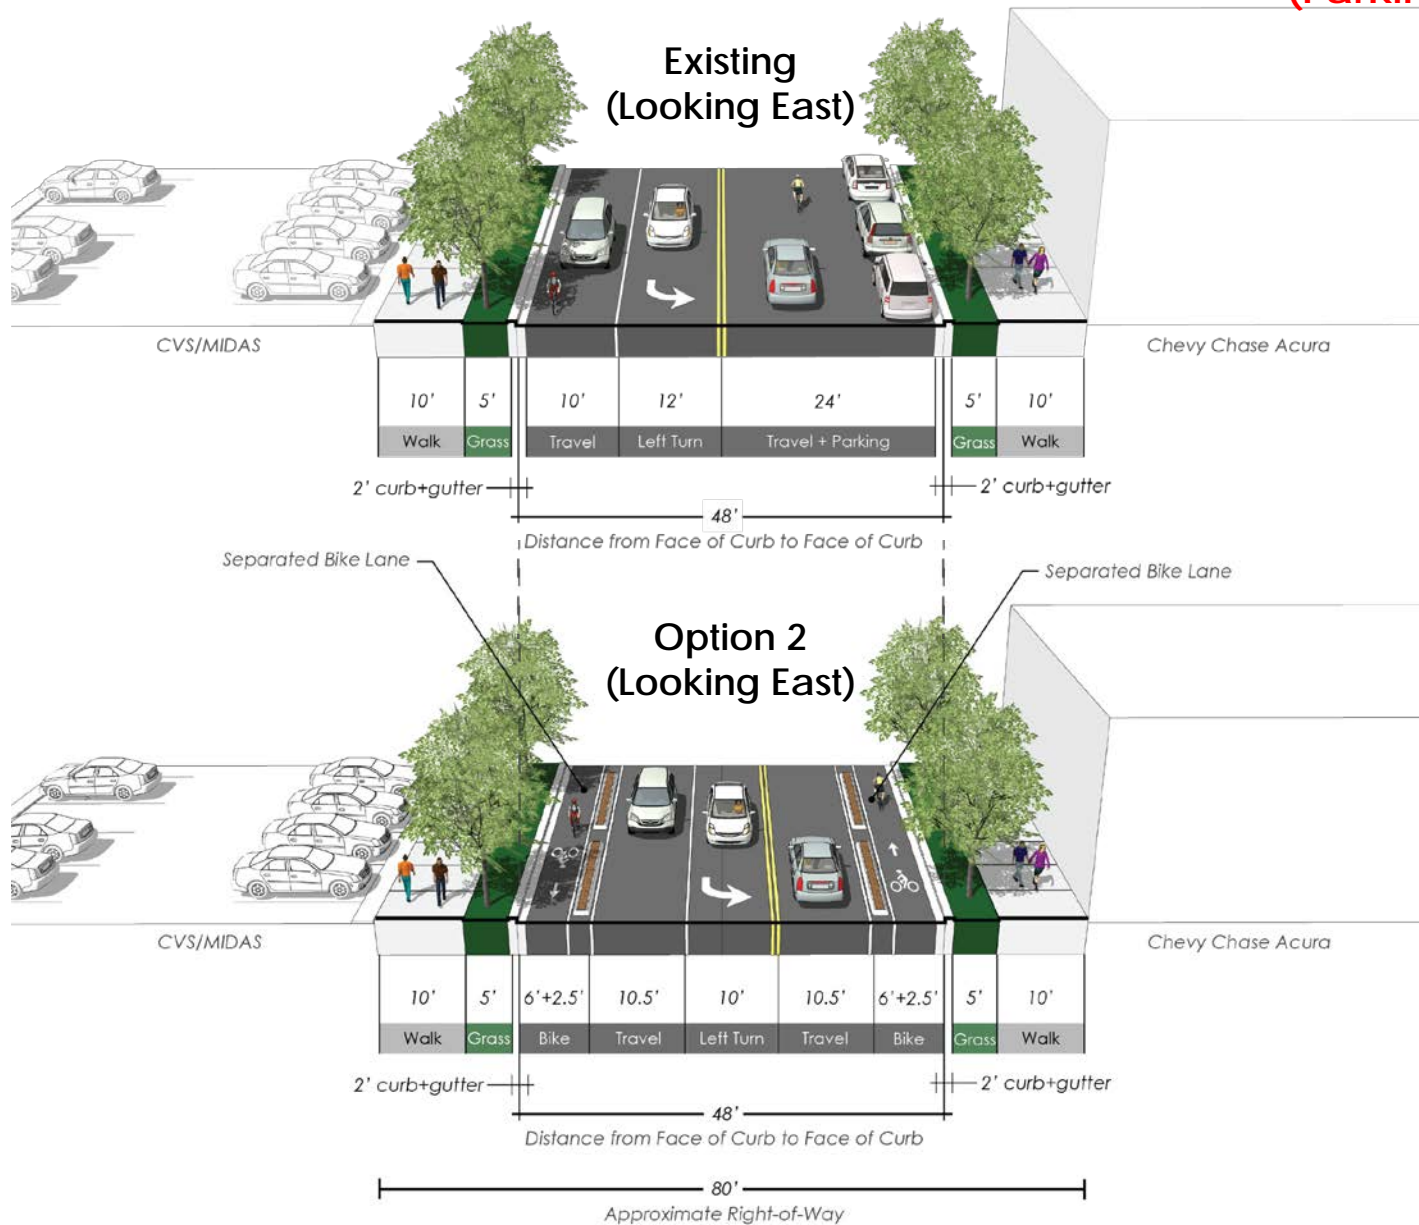 Existing
(Looking East)
CVS/MIDAS
Chevy Chase Acura
10' 5' 10' 12' 24' 5' 10'
Walk Grass Travel Left Turn Travel + Parking Grass Walk
2' curb+gutter 2' curb+gutter
48'
Distance from Face of Curb to Face of Curb
Separated Bike Lane Separated Bike Lane
Option 2
(Looking East)
CVS/MIDAS
Chevy Chase Acura
10' 5' 6'+2.5' 10.5' 10' 10.5' 6'+2.5' 5' 10'
Walk Grass Bike Travel Left Turn Travel Bike Grass Walk
2' curb+gutter 2' curb+gutter
48'
Distance from Face of Curb to Face of Curb
80'
Approximate Right-of-Way